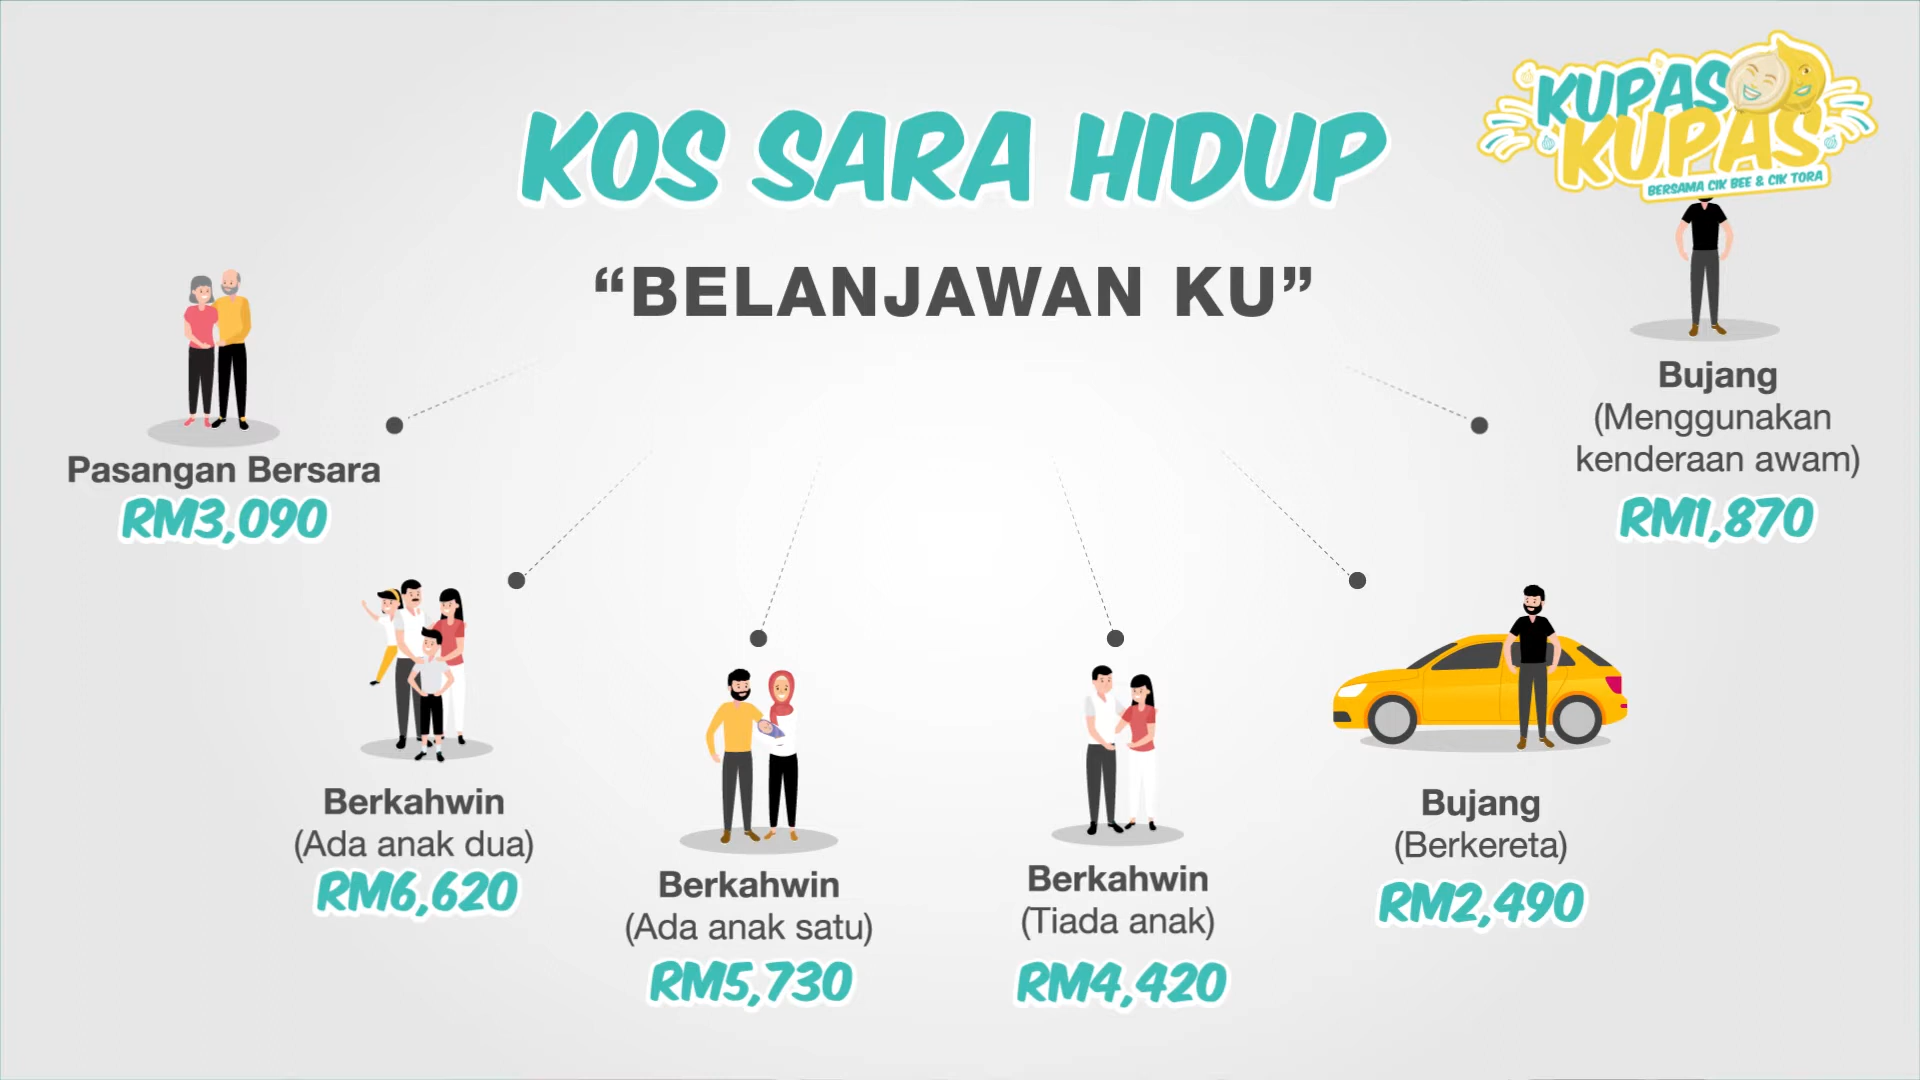 KOS SARA HIDUP
“BELANJAWAN KU”
KUPAS
KUPAS
BERSAMA CIK BEE & CIK TORA
Pasangan Bersara
RM3,090
Berkahwin
(Ada anak dua)
RM6,620
Berkahwin
(Ada anak satu)
RM5,730
Berkahwin
(Tiada anak)
RM4,420
Bujang
(Berkereta)
RM2,490
Bujang
(Menggunakan
kenderaan awam)
RM1,870